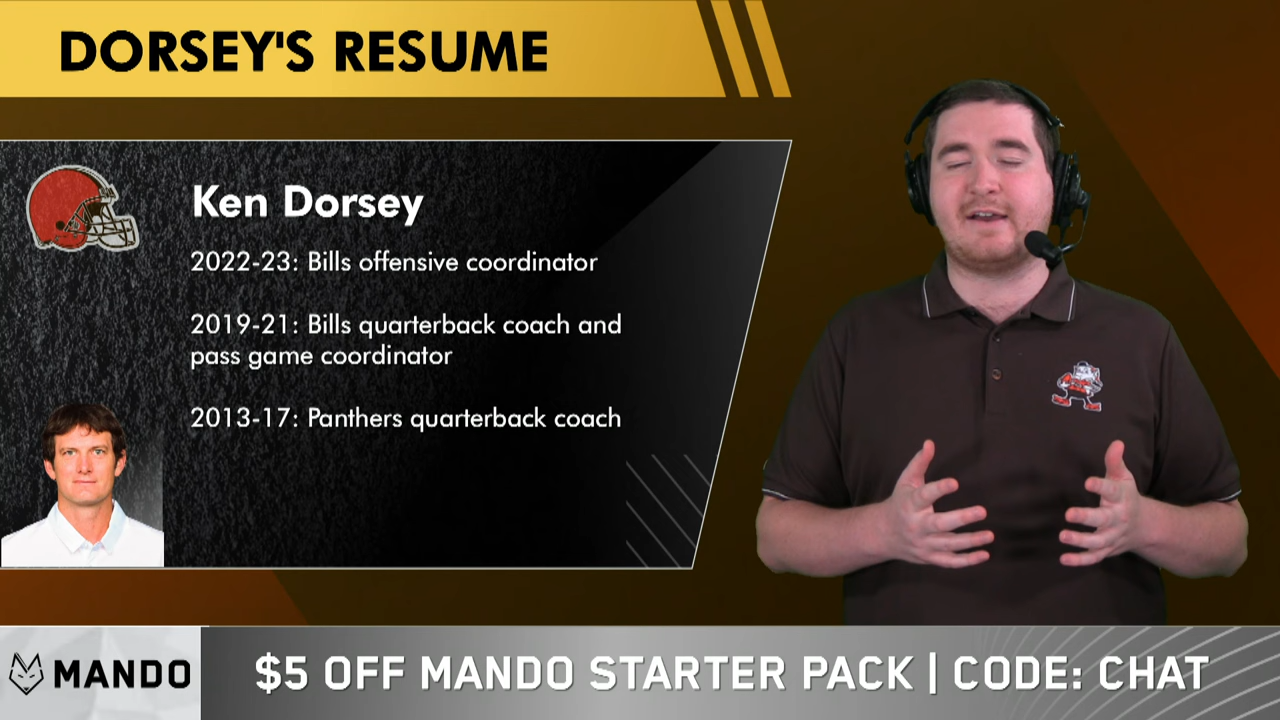 DORSEY'S RESUME
Ken Dorsey
2022-23: Bills offensive coordinator
2019-21: Bills quarterback coach and
pass game coordinator
2013-17: Panthers quarterback coach
MANDO
$5 OFF MANDO STARTER PACK | CODE: CHAT